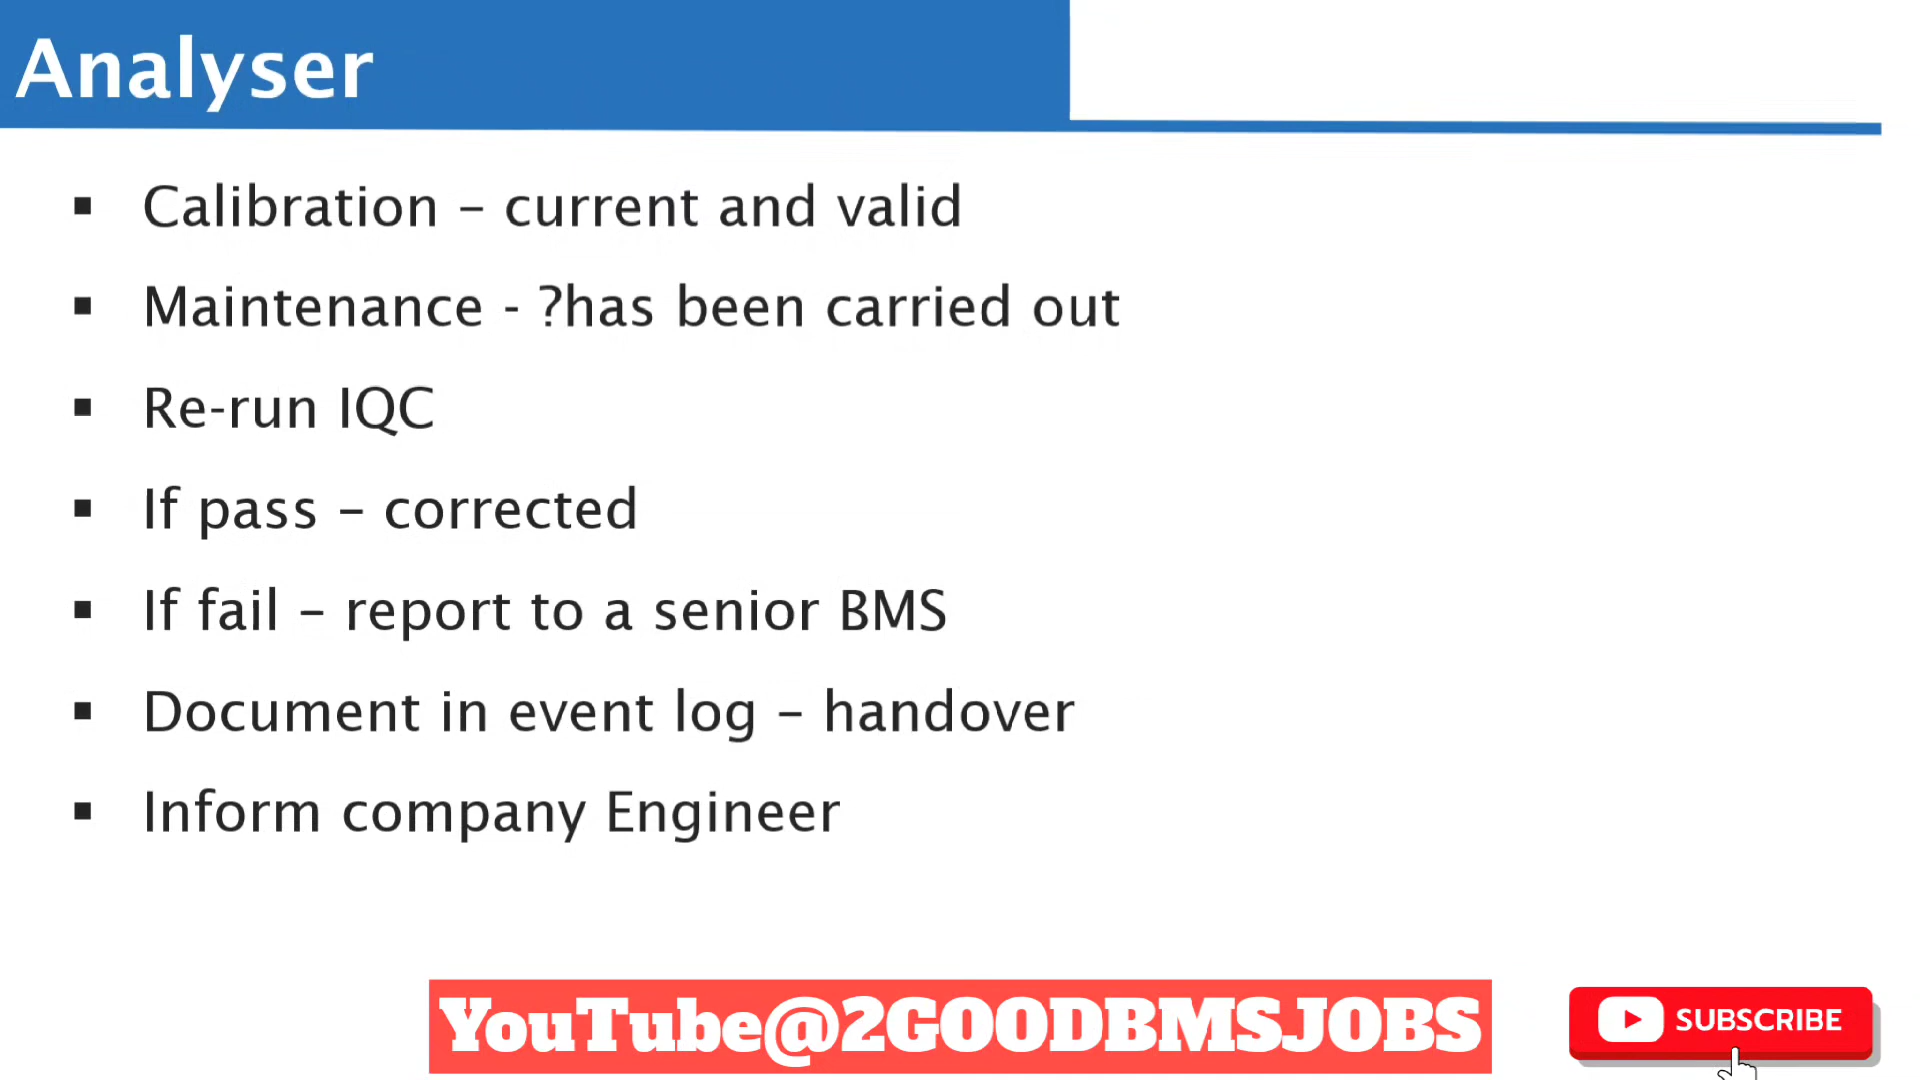 Analyser
▪ Calibration – current and valid
▪ Maintenance - ?has been carried out
▪ Re-run IQC
▪ If pass – corrected
▪ If fail – report to a senior BMS
▪ Document in event log – handover
▪ Inform company Engineer
YouTube@2GOODBMSJOBS
SUBSCRIBE